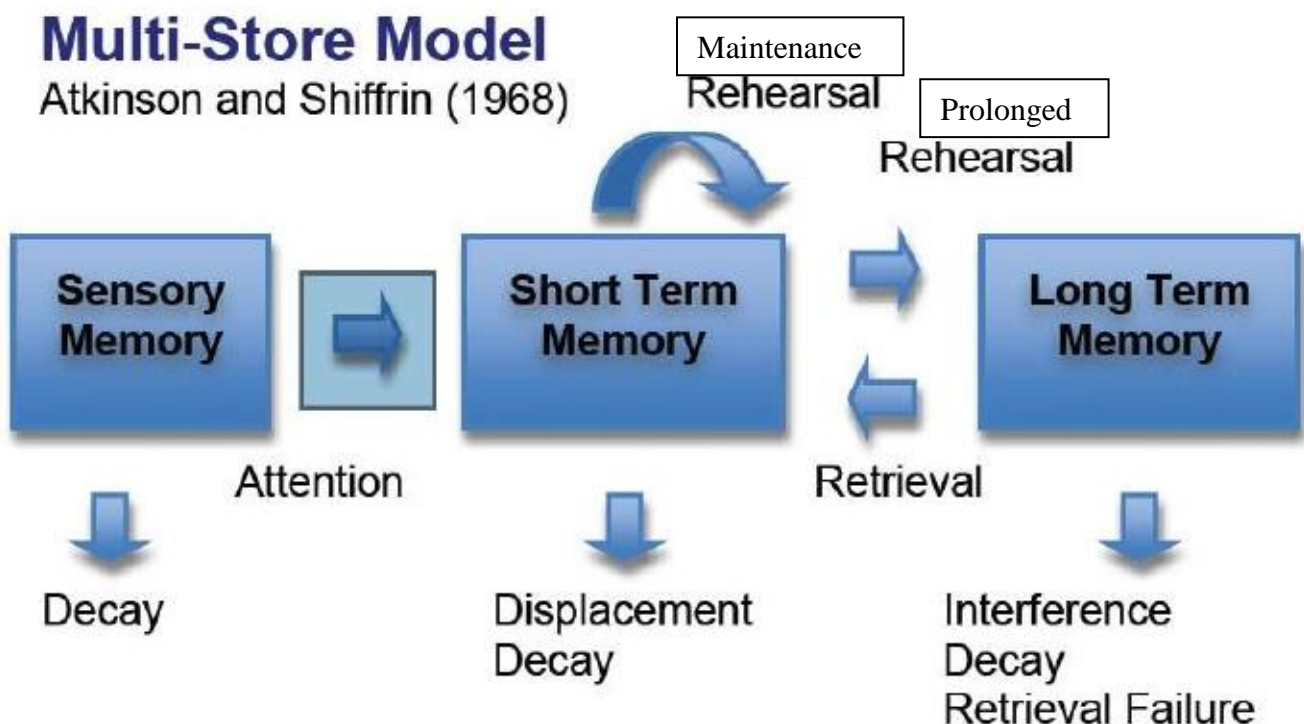 Multi-Store Model
Atkinson and Shiffrin (1968)
Maintenance
Rehearsal
Prolonged
Rehearsal
Sensory
Memory
Short Term
Memory
Long Term
Memory
Attention
Retrieval
Decay
Displacement
Decay
Interference
Decay
Retrieval Failure